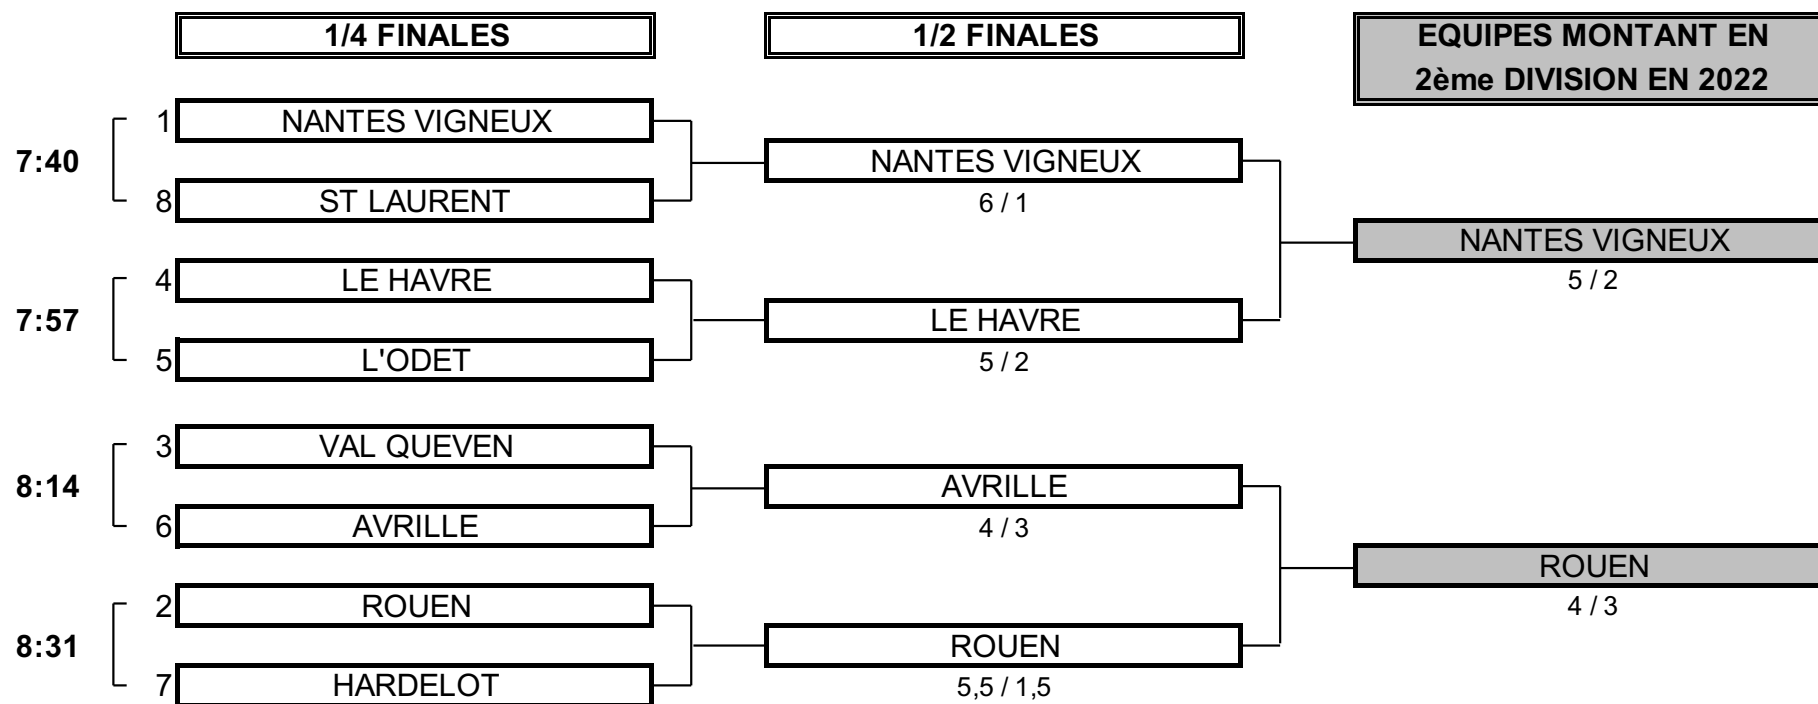 1/4 FINALES
1/2 FINALES
EQUIPES MONTANT EN
2ème DIVISION EN 2022
7:40
1 NANTES VIGNEUX
8 ST LAURENT
7:57
4 LE HAVRE
5 L'ODET
8:14
3 VAL QUEVEN
6 AVRILLE
8:31
2 ROUEN
7 HARDELOT
NANTES VIGNEUX
6 / 1
LE HAVRE
5 / 2
AVRILLE
4 / 3
ROUEN
5,5 / 1,5
NANTES VIGNEUX
5 / 2
ROUEN
4 / 3